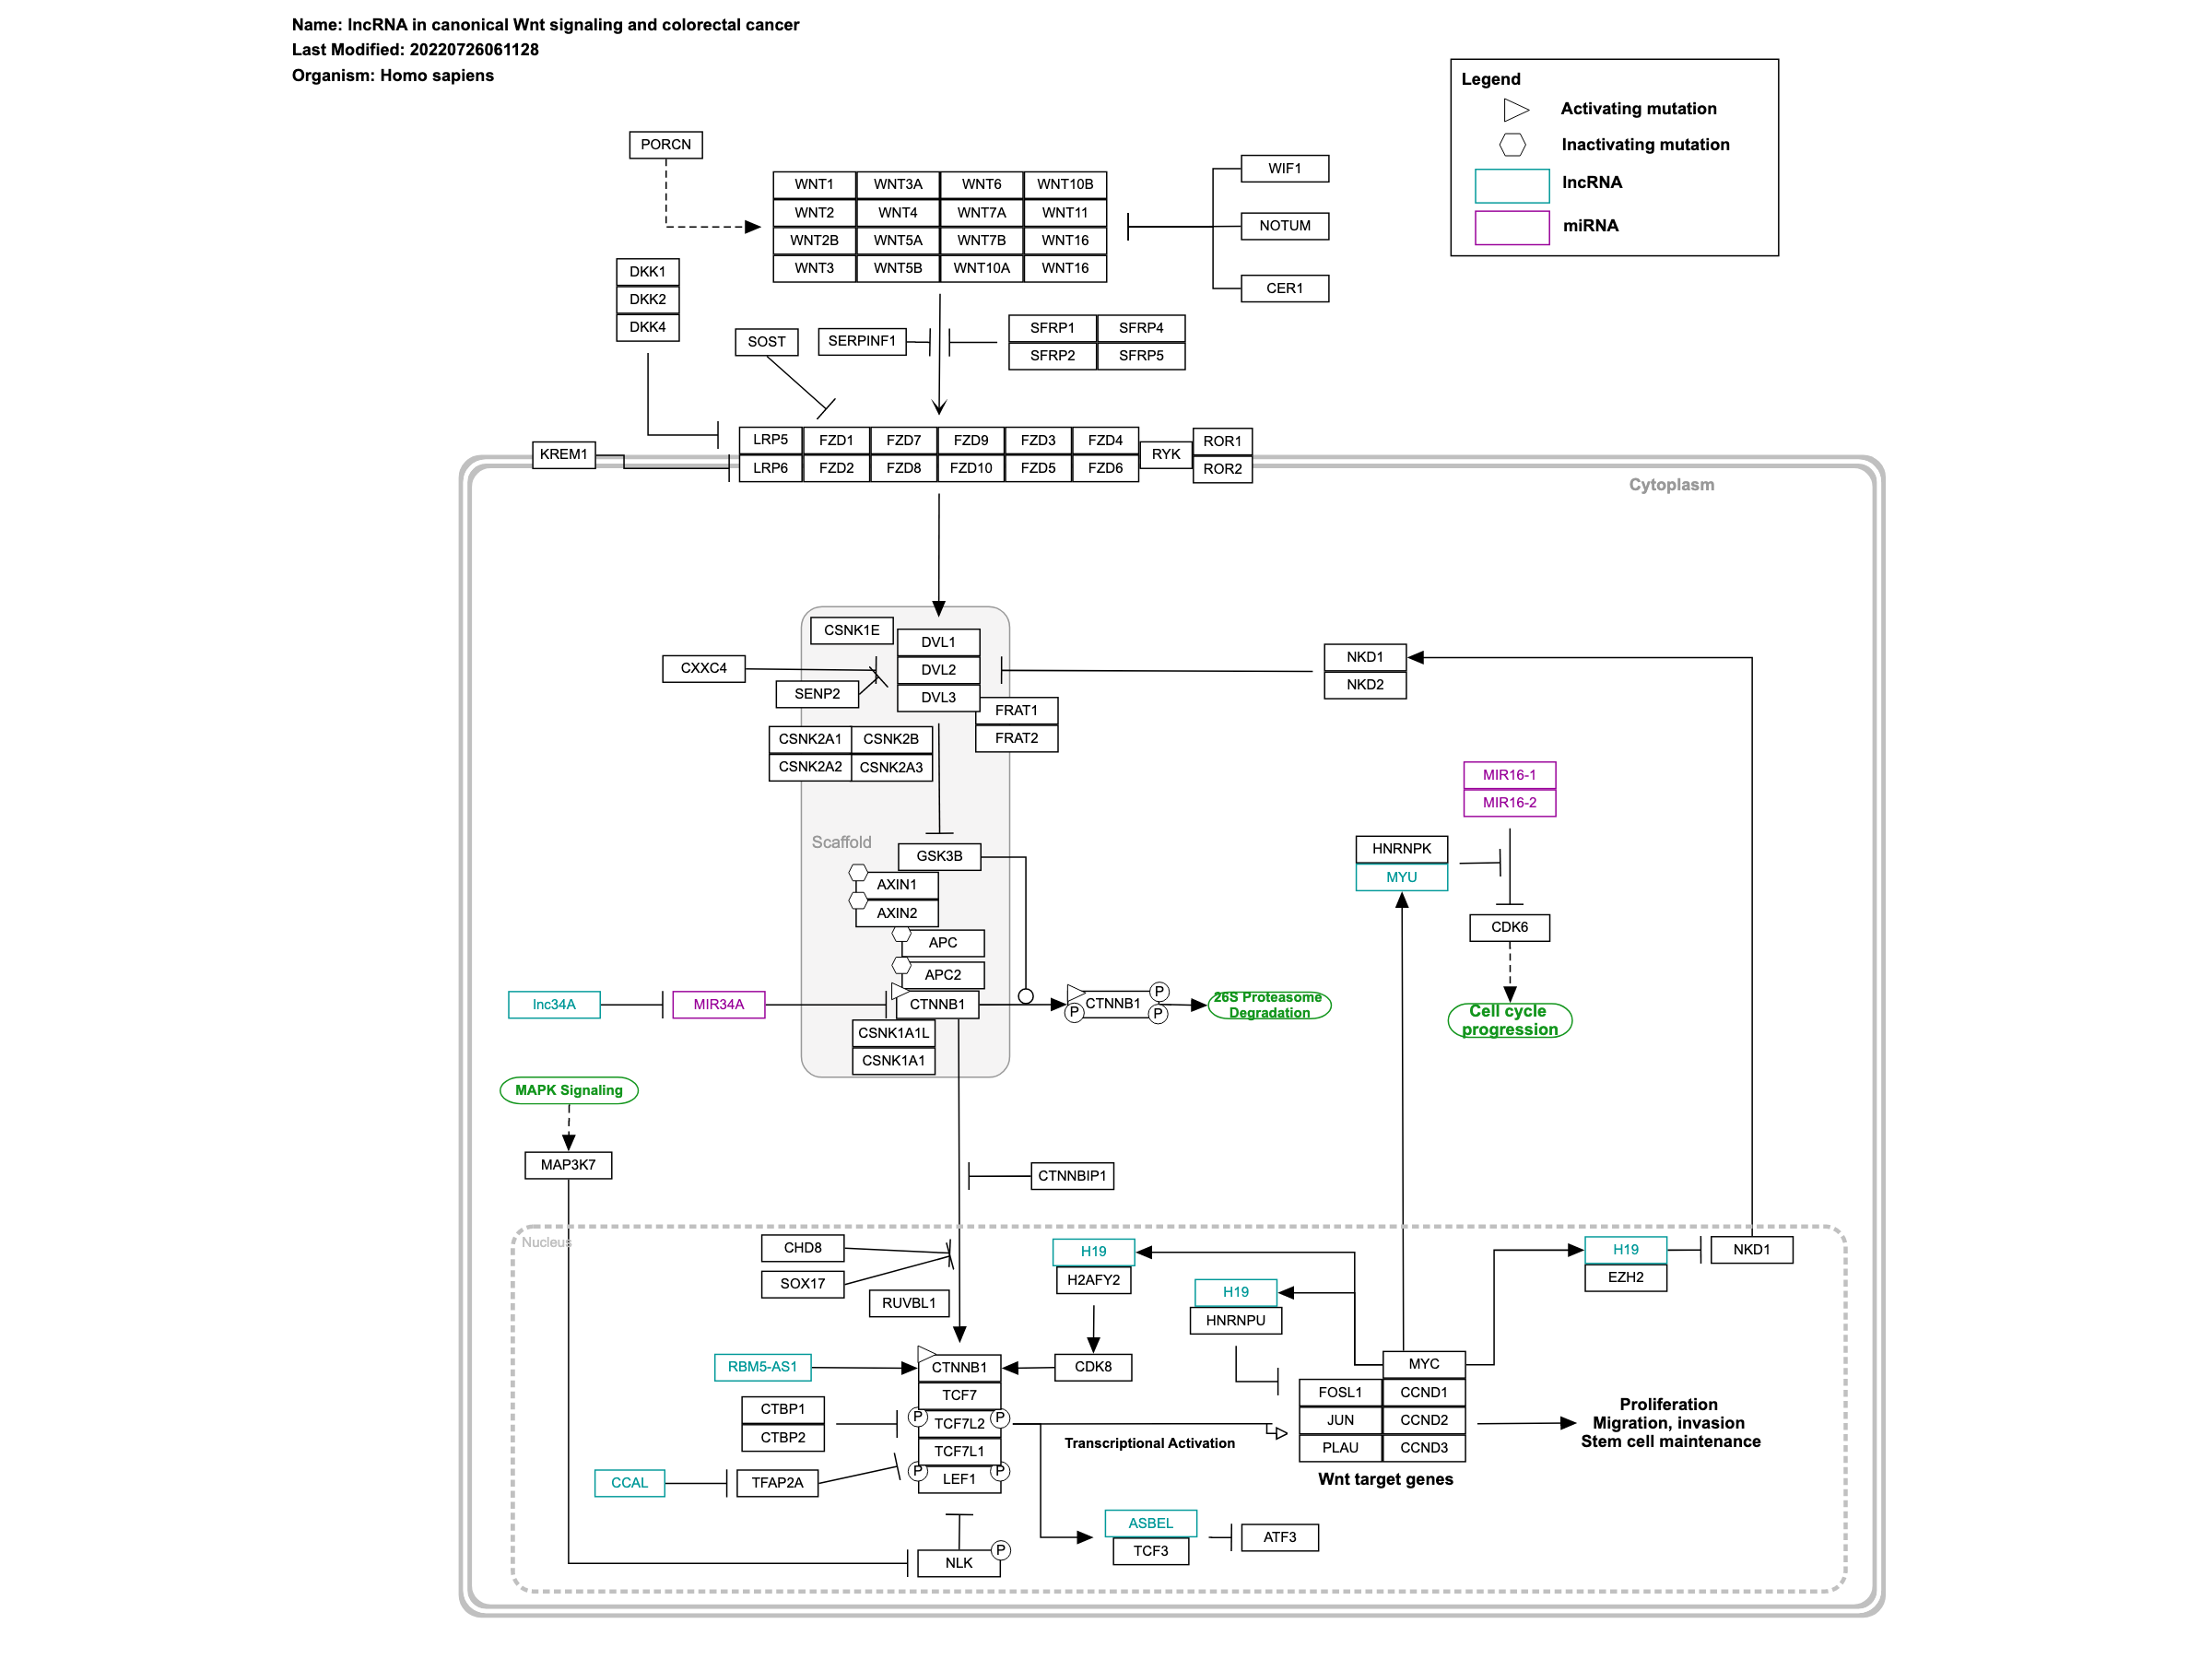 Name: lncRNA in canonical Wnt signaling and colorectal cancer
Last Modified: 20220726061128
Organism: Homo sapiens
Legend
Activating mutation
Inactivating mutation
lncRNA
miRNA
PORCN
WNT1 WNT3A WNT6 WNT10B
WNT2 WNT4 WNT7A WNT11
WNT2B WNT5A WNT7B WNT16
WNT3 WNT5B WNT10A WNT16
WIF1
NOTUM
CER1
DKK1
DKK2
DKK4
SOST
SERPINF1
SFRP1 SFRP4
SFRP2 SFRP5
KREM1
LRP5 FZD1 FZD7 FZD9 FZD3 FZD4
LRP6 FZD2 FZD8 FZD10 FZD5 FZD6
RYK
ROR1
ROR2
Cytoplasm
CSNK1E
DVL1
DVL2
DVL3
CXXC4
SENP2
FRAT1
FRAT2
NKD1
NKD2
CSNK2A1 CSNK2B
CSNK2A2 CSNK2A3
MIR16-1
MIR16-2
Scaffold
GSK3B
HNRNPK
MYU
AXIN1
AXIN2
CDK6
APC
APC2
lnc34A
MIR34A
CTNNB1
CTNNB1
P
P
P
26S Proteasome
Degradation
Cell cycle
progression
CSNK1A1L
CSNK1A1
MAPK Signaling
MAP3K7
CTNNBIP1
Nucleus
CHD8
SOX17
RUVBL1
H19
H2AFY2
H19
HNRNPU
H19
EZH2
NKD1
RBM5-AS1
CTNNB1
CDK8
MYC
TCF7
FOSL1 CCND1
CTBP1
CTBP2
P TCF7L2 P
JUN CCND2
TCF7L1
PLAU CCND3
Transcriptional Activation
Proliferation
Migration, invasion
Stem cell maintenance
CCAL
TFAP2A
P LEF1 P
Wnt target genes
ASBEL
TCF3
ATF3
NLK P